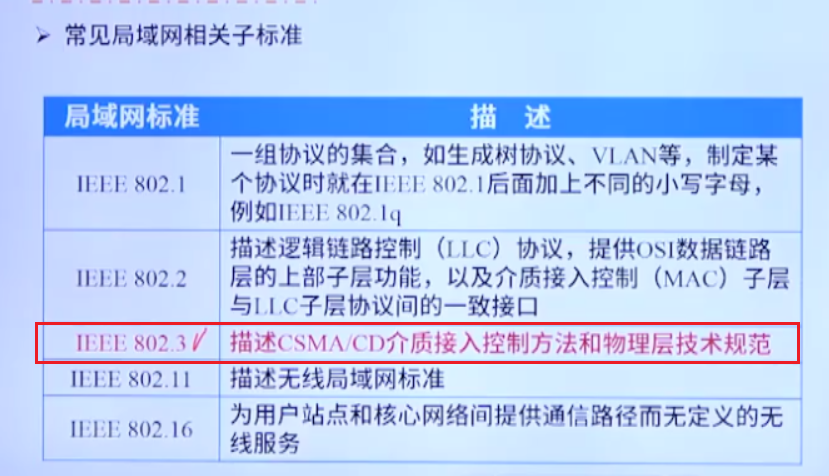 常见局域网相关子标准
局域网标准
描 述
IEEE 802.1
一组协议的集合，如生成树协议、VLAN等，制定某
个协议时就在IEEE 802.1后面加上不同的小写字母，
例如IEEE 802.1q
IEEE 802.2
描述逻辑链路控制（LLC）协议，提供OSI数据链路
层的上部子层功能，以及介质接入控制（MAC）子层
与LLC子层协议间的一致接口
IEEE 802.3
描述CSMA/CD介质接入控制方法和物理层技术规范
IEEE 802.11
描述无线局域网标准
IEEE 802.16
为用户站点和核心网络间提供通信路径而无定义的无
线服务